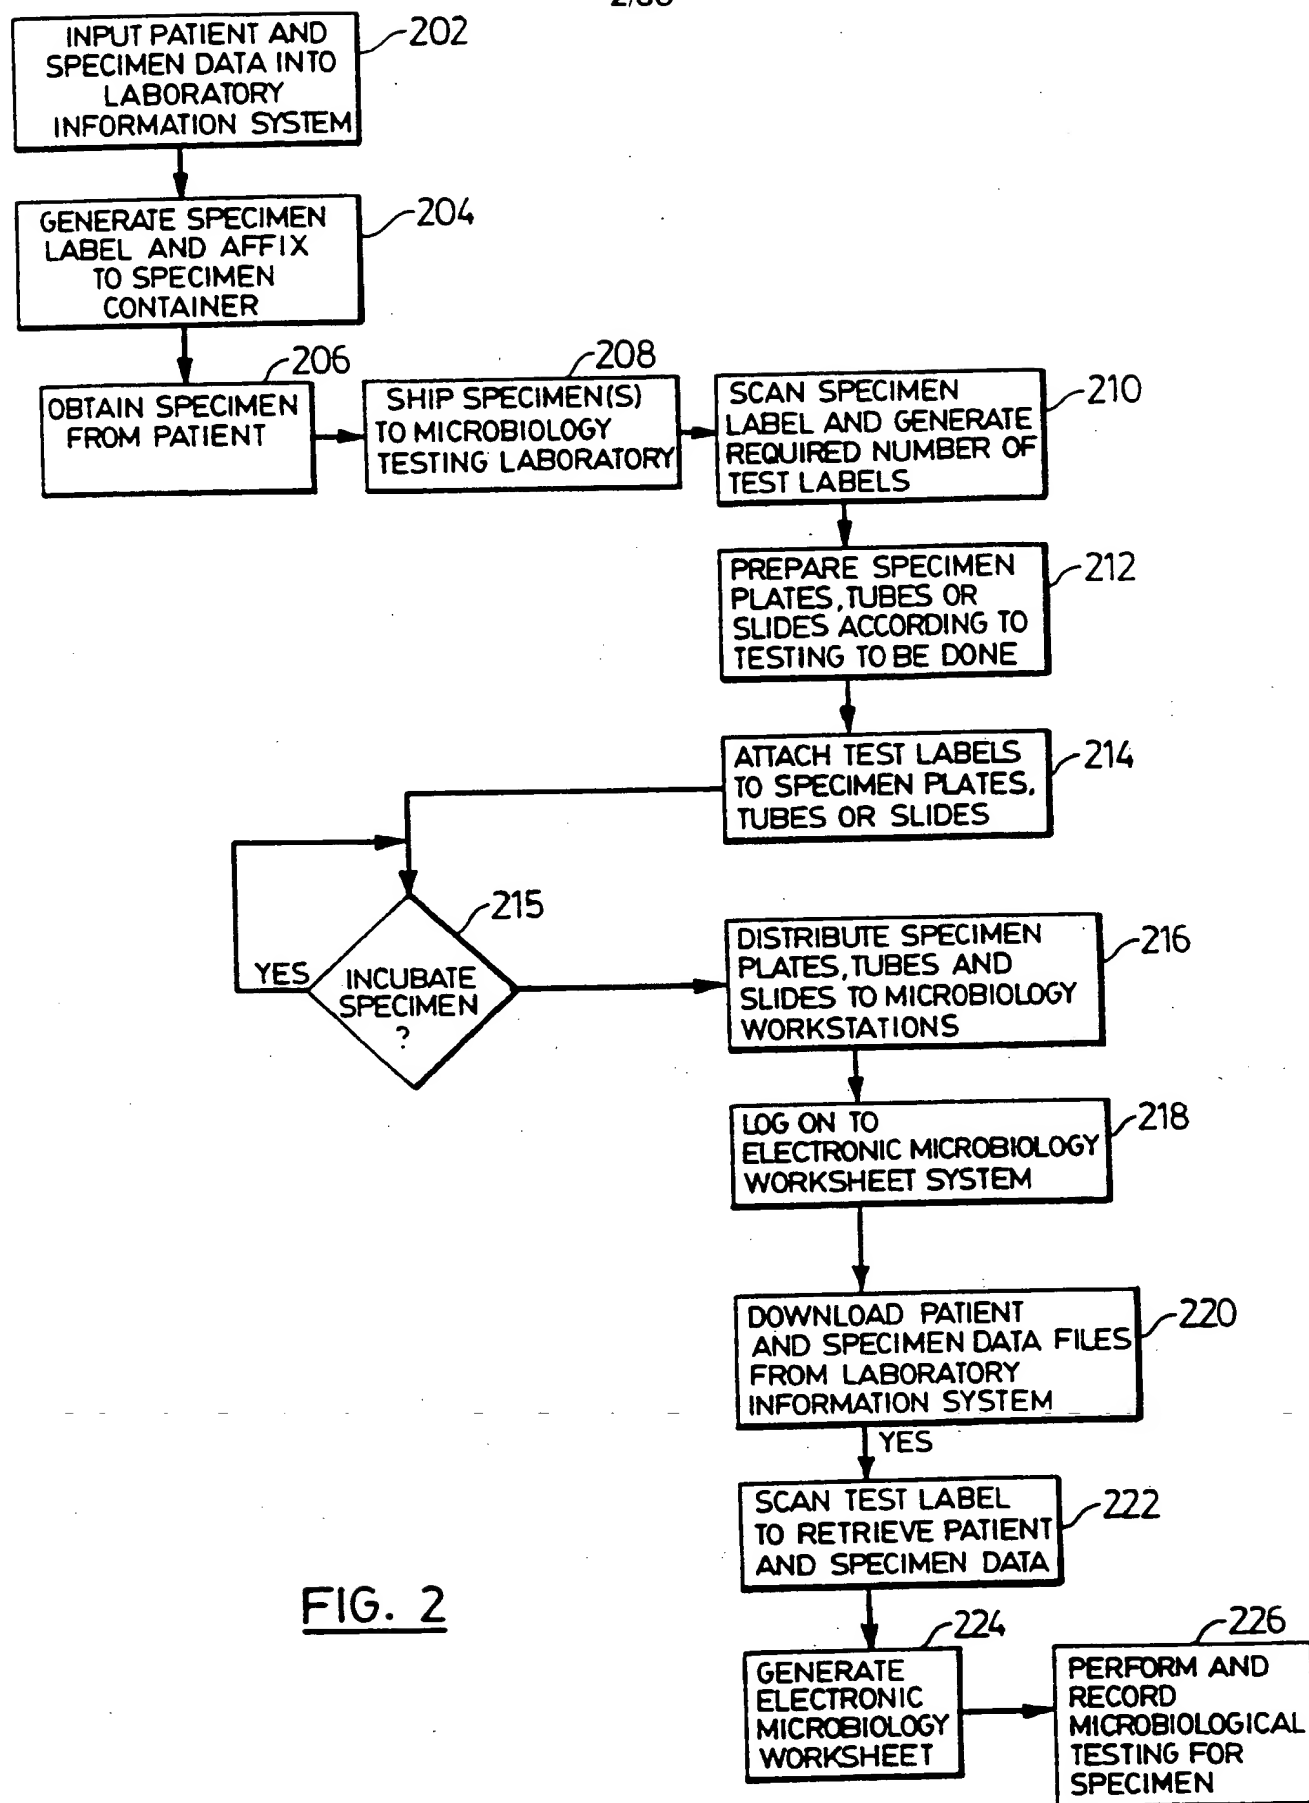 INPUT PATIENT AND
SPECIMEN DATA INTO
LABORATORY
INFORMATION SYSTEM
202
GENERATE SPECIMEN
LABEL AND AFFIX
TO SPECIMEN
CONTAINER
204
OBTAIN SPECIMEN
FROM PATIENT
206
SHIP SPECIMEN(S)
TO MICROBIOLOGY
TESTING LABORATORY
208
SCAN SPECIMEN
LABEL AND GENERATE
REQUIRED NUMBER OF
TEST LABELS
210
PREPARE SPECIMEN
PLATES, TUBES OR
SLIDES ACCORDING TO
TESTING TO BE DONE
212
ATTACH TEST LABELS
TO SPECIMEN PLATES,
TUBES OR SLIDES
214
INCUBATE
SPECIMEN
?
215
YES
DISTRIBUTE SPECIMEN
PLATES, TUBES AND
SLIDES TO MICROBIOLOGY
WORKSTATIONS
216
LOG ON TO
ELECTRONIC MICROBIOLOGY
WORKSHEET SYSTEM
218
DOWNLOAD PATIENT
AND SPECIMEN DATA FILES
FROM LABORATORY
INFORMATION SYSTEM
220
YES
SCAN TEST LABEL
TO RETRIEVE PATIENT
AND SPECIMEN DATA
222
GENERATE
ELECTRONIC
MICROBIOLOGY
WORKSHEET
224
PERFORM AND
RECORD
MICROBIOLOGICAL
TESTING FOR
SPECIMEN
226
FIG. 2